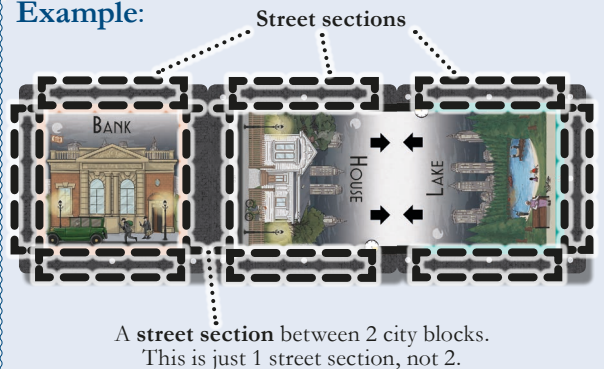 Example:
Street sections
BANK
HOUSE
LAKE
A street section between 2 city blocks.
This is just 1 street section, not 2.